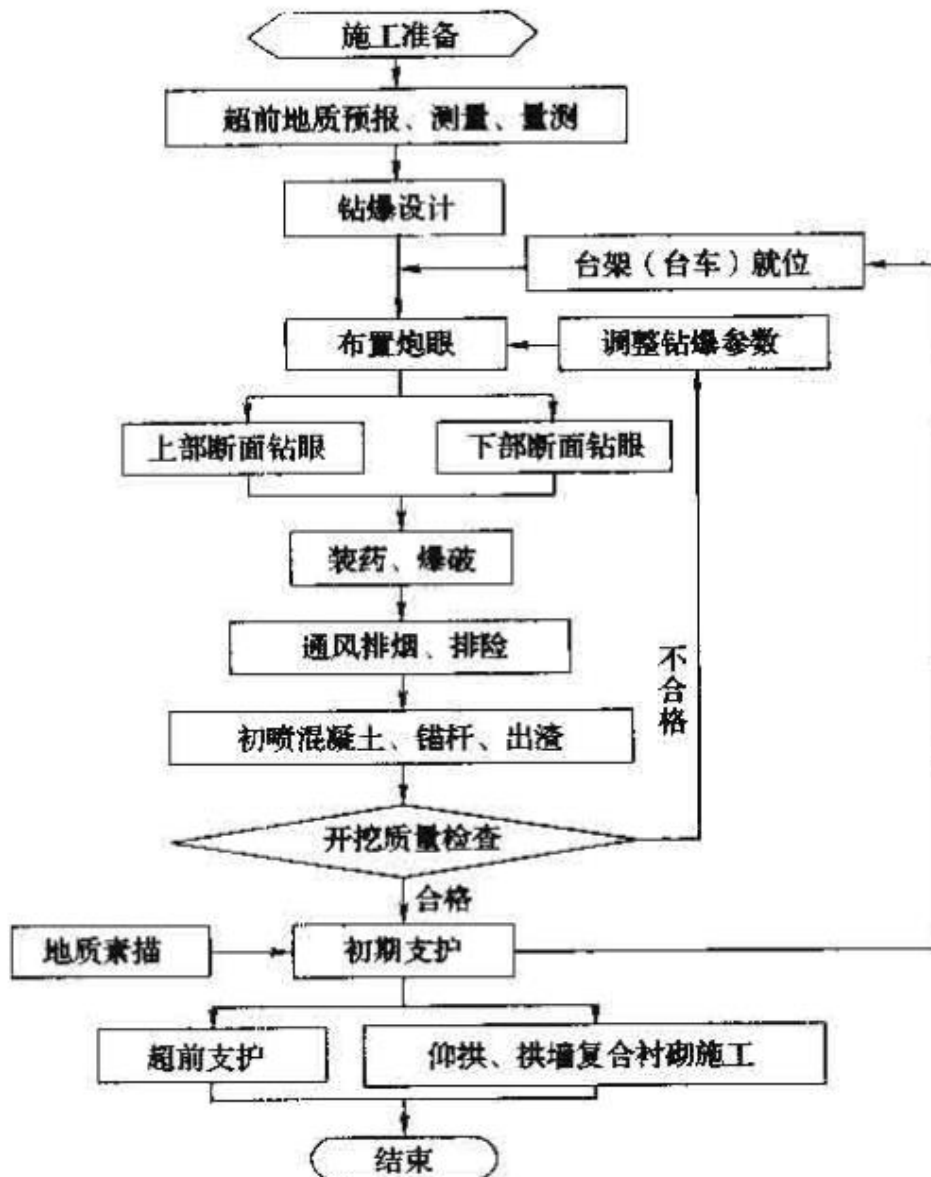 施工准备
超前地质预报、测量、量测
钻爆设计
台架（台车）就位
布置炮眼
调整钻爆参数
上部断面钻眼
下部断面钻眼
装药、爆破
通风排烟、排险
不合格
初喷混凝土、锚杆、出渣
开挖质量检查
合格
地质素描
初期支护
超前支护
仰拱、拱墙复合衬砌施工
结束